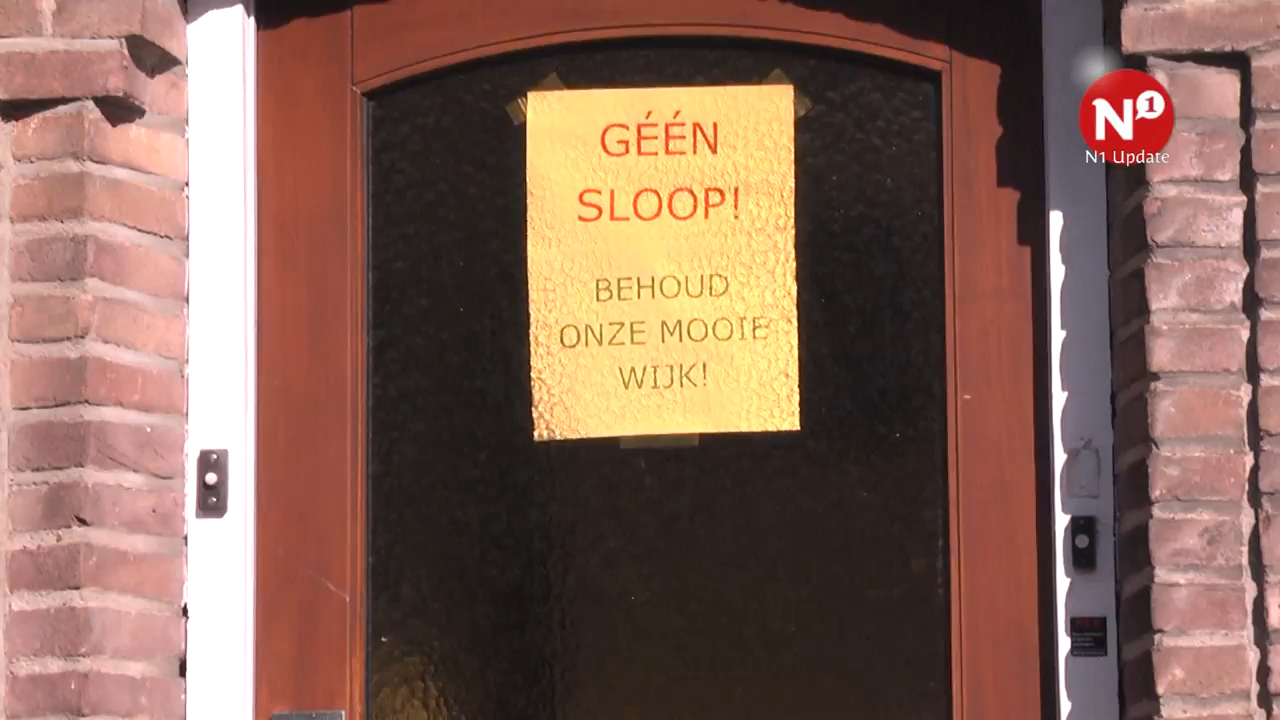 GÉÉN
SLOOP!
BEHOUD
ONZE MOOIE
WIJK!
N1
N1 Update